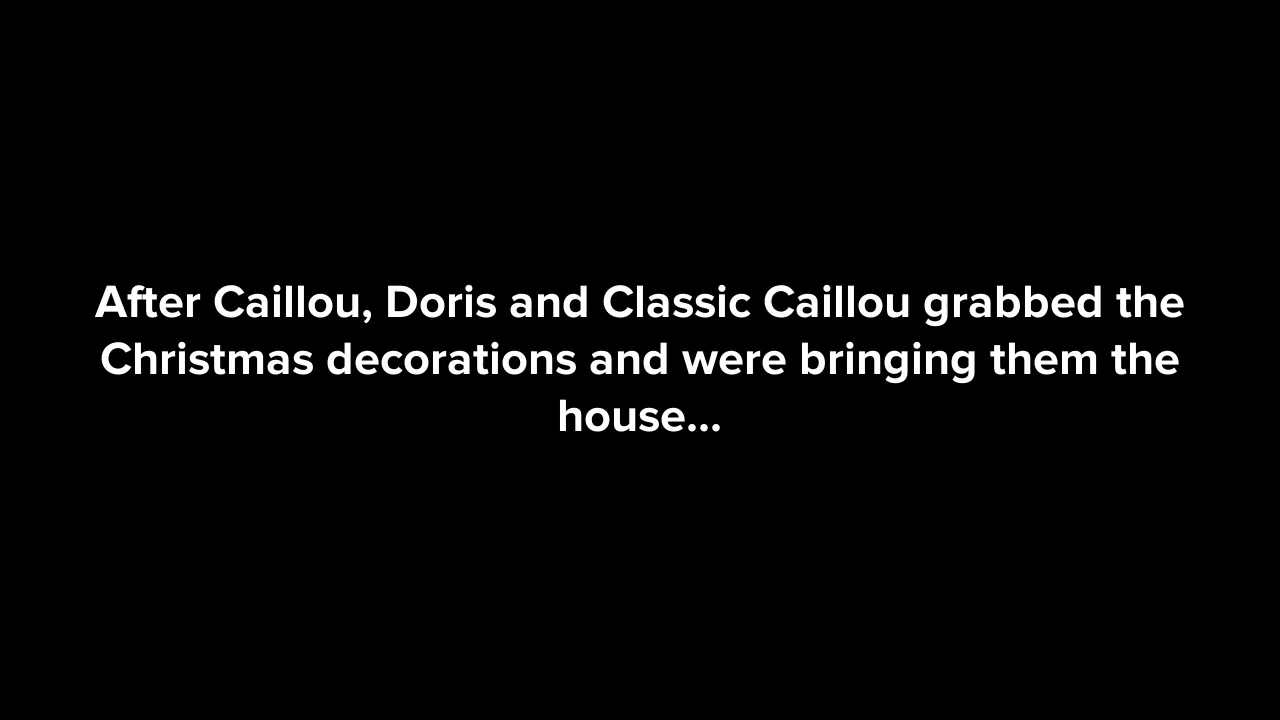 After Caillou, Doris and Classic Caillou grabbed the
Christmas decorations and were bringing them the
house...